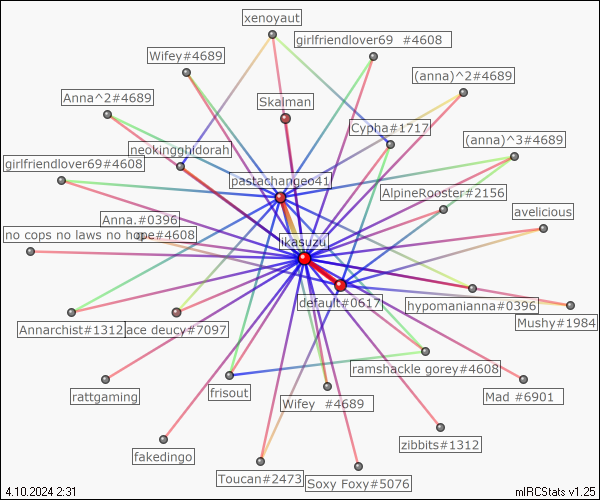 xenoyaut
girlfriendlover69 #4608
Wifey#4689
(anna)^2#4689
Anna^2#4689
Skalman
Cypha#1717
(anna)^3#4689
neokingghidorah
girlfriendlover69#4608
pastachangeo41
AlpineRooster#2156
Anna.#0396
avelicious
no cops no laws no hope#4608
likasuzu
default#0617
hypomanianna#0396
Mushy#1984
Annarchist#1312
ace deucy#7097
ramshackle gorey#4608
rattgaming
frisout
Wifey #4689
Mad #6901
zibbits#1312
fakedingo
Toucan#2473
Soxy Foxy#5076
4.10.2024 2:31
mIRCStats v1.25